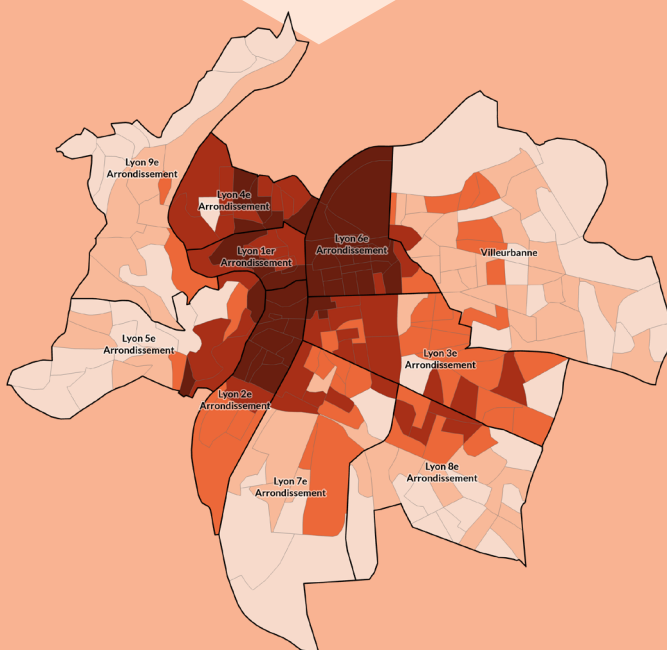 Lyon 9e
Arrondissement
Lyon 4e
Arrondissement
Lyon 1er
Arrondissement
Lyon 6e
Arrondissement
Villeurbanne
Lyon 5e
Arrondissement
Lyon 3e
Arrondissement
Lyon 2e
Arrondissement
Lyon 8e
Arrondissement
Lyon 7e
Arrondissement